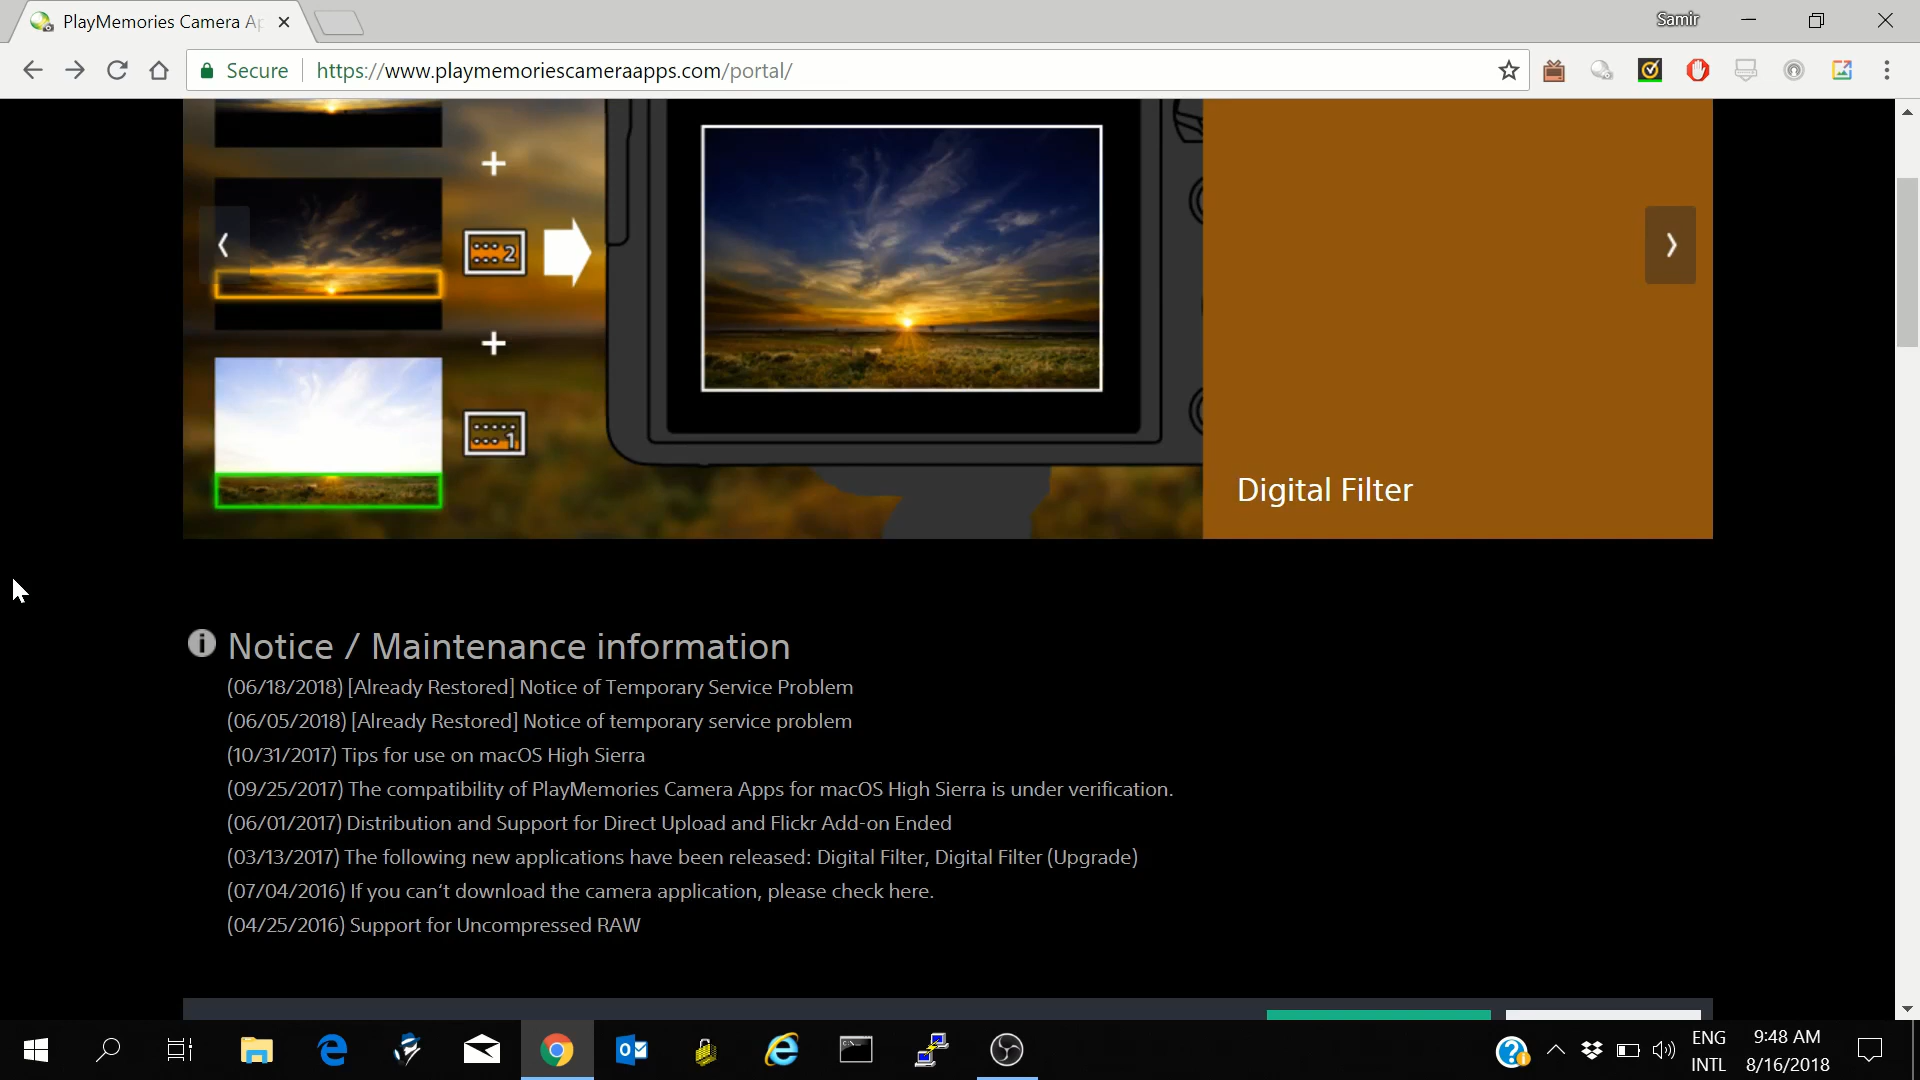 PlayMemories Camera Ap
Samir
Secure
https://www.playmemoriescameraapps.com/portal/
2
1
Digital Filter
Notice / Maintenance information
(06/18/2018) [Already Restored] Notice of Temporary Service Problem
(06/05/2018) [Already Restored] Notice of temporary service problem
(10/31/2017) Tips for use on macOS High Sierra
(09/25/2017) The compatibility of PlayMemories Camera Apps for macOS High Sierra is under verification.
(06/01/2017) Distribution and Support for Direct Upload and Flickr Add-on Ended
(03/13/2017) The following new applications have been released: Digital Filter, Digital Filter (Upgrade)
(07/04/2016) If you can't download the camera application, please check here.
(04/25/2016) Support for Uncompressed RAW
ENG
INTL
9:48 AM
8/16/2018